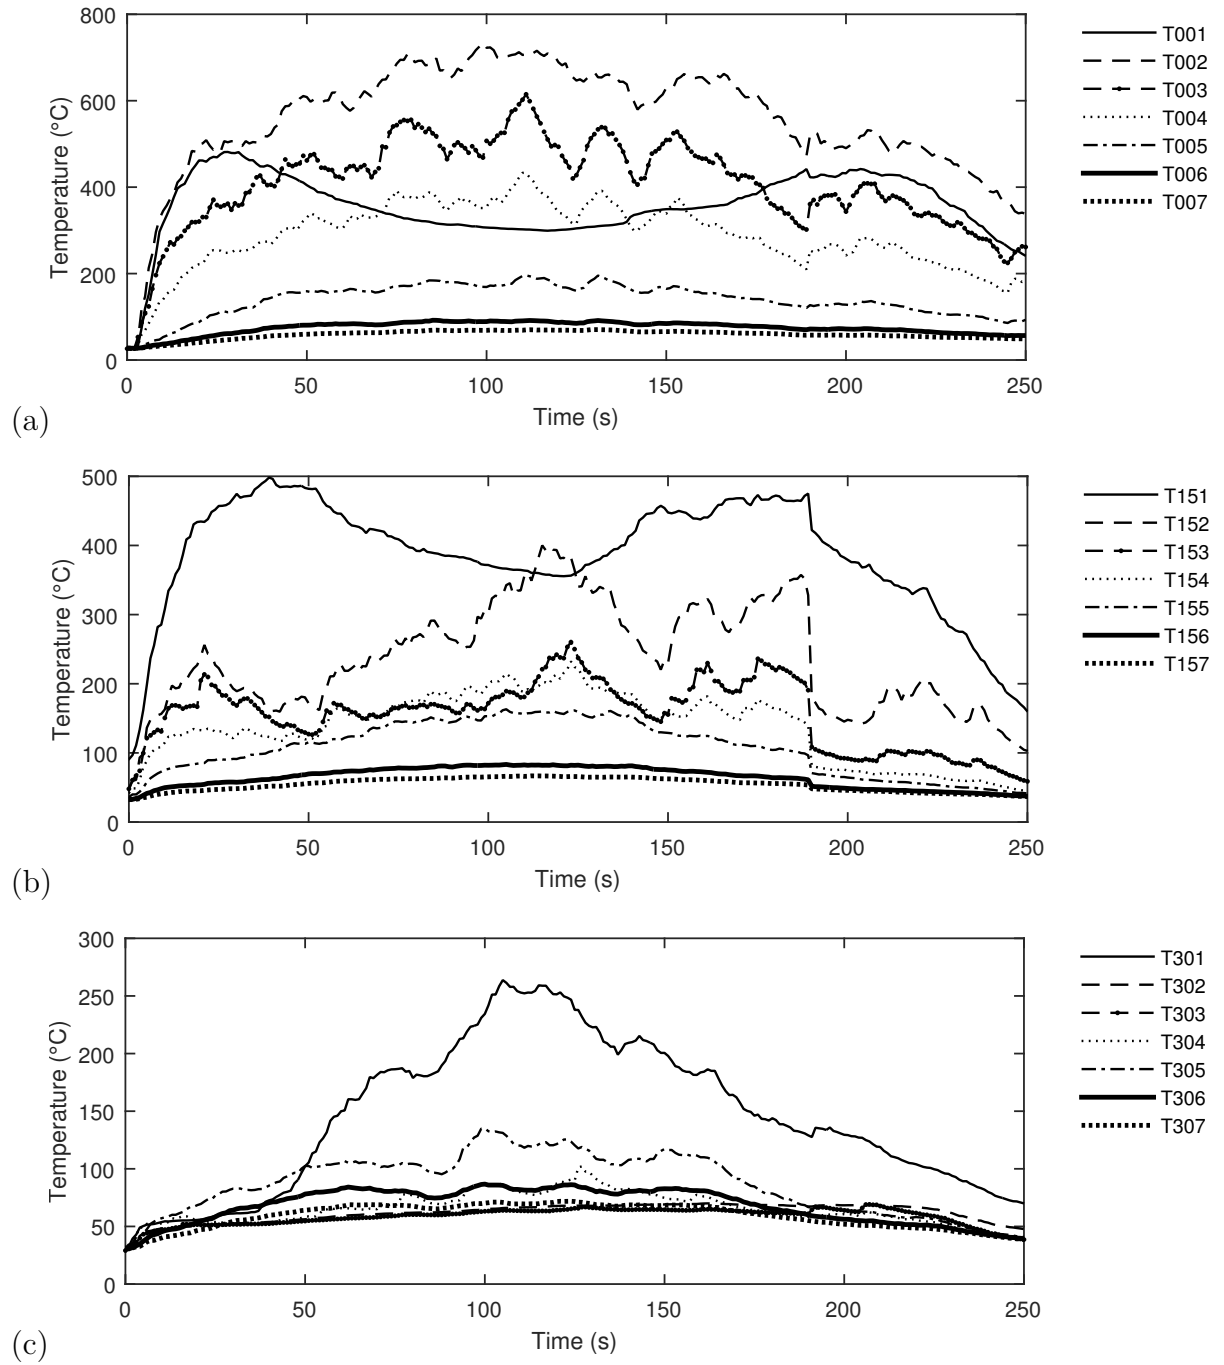 800
600
400
200
0
Temperature (°C)
0 50 100 150 200 250
Time (s)
(a)
T001
T002
T003
T004
T005
T006
T007
500
400
300
200
100
0
Temperature (°C)
0 50 100 150 200 250
Time (s)
(b)
T151
T152
T153
T154
T155
T156
T157
300
250
200
150
100
50
0
Temperature (°C)
0 50 100 150 200 250
Time (s)
(c)
T301
T302
T303
T304
T305
T306
T307